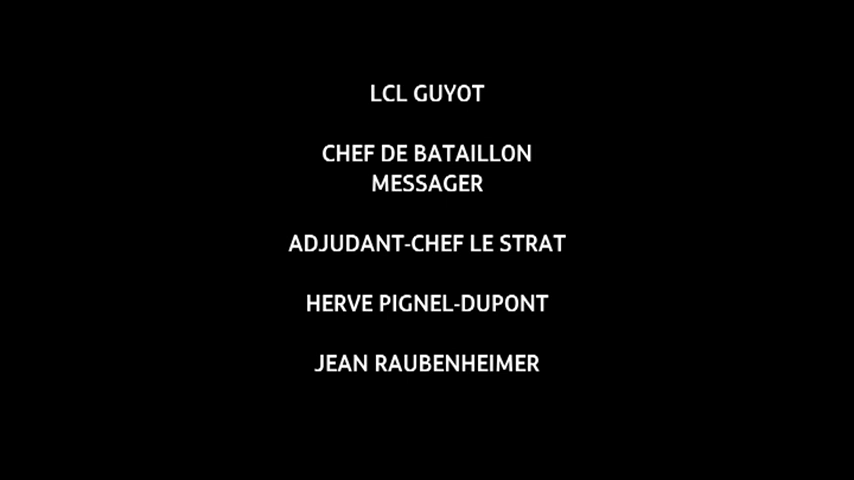 LCL GUYOT
CHEF DE BATAILLON
MESSAGER
ADJUDANT-CHEF LE STRAT
HERVE PIGNEL-DUPONT
JEAN RAUBENHEIMER